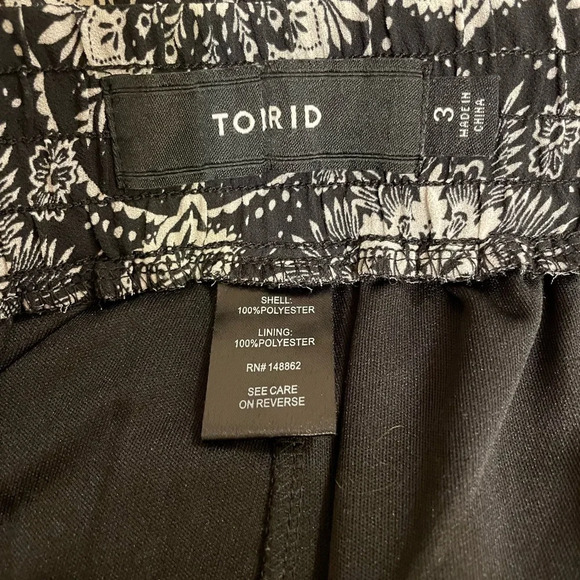 TORRID
3
MADE IN
CHINA
SHELL:
100%POLYESTER
LINING:
100%POLYESTER
RN# 148862
SEE CARE
ON REVERSE